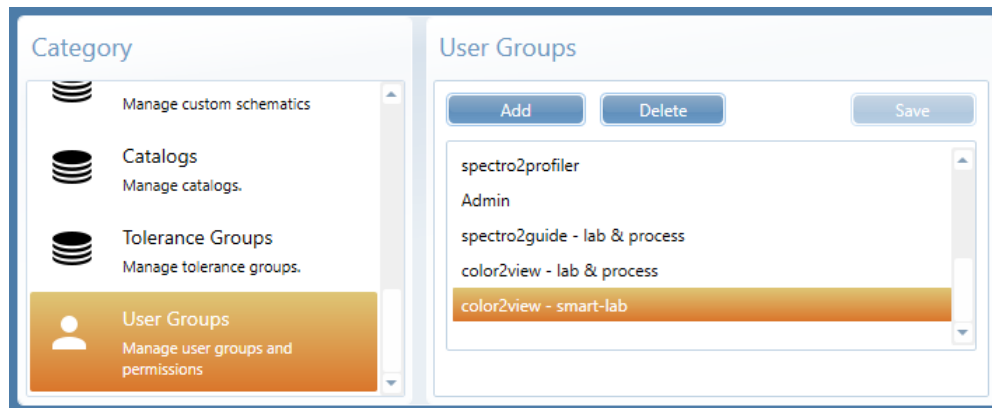 Category
Manage custom schematics
Catalogs
Manage catalogs.
Tolerance Groups
Manage tolerance groups.
User Groups
Manage user groups and
permissions
User Groups
Add Delete Save
spectro2profiler
Admin
spectro2guide - lab & process
color2view - lab & process
color2view - smart-lab